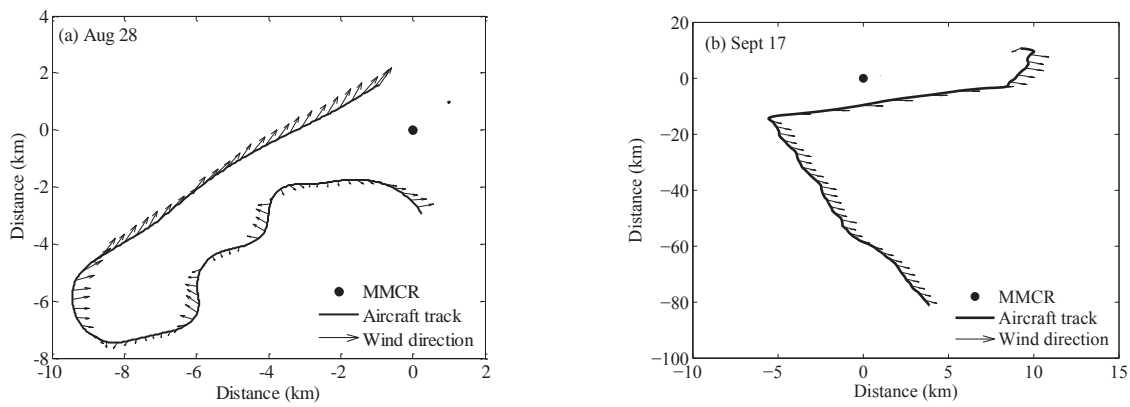 (a) Aug 28
4
2
0
−2
−4
−6
−8
Distance (km)
−10
−8
−6
−4
−2
0
2
Distance (km)
MMCR
Aircraft track
Wind direction
(b) Sept 17
20
0
−20
−40
−60
−80
−100
Distance (km)
−10
−5
0
5
10
15
Distance (km)
MMCR
Aircraft track
Wind direction